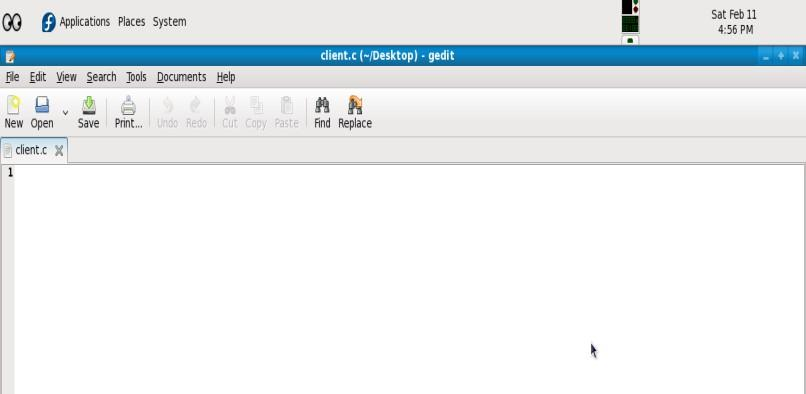 Applications Places System
Sat Feb 11
4:56 PM
client.c (~/Desktop) - gedit
File Edit View Search Tools Documents Help
New Open Save Print... Undo Redo Cut Copy Paste Find Replace
client.c
1